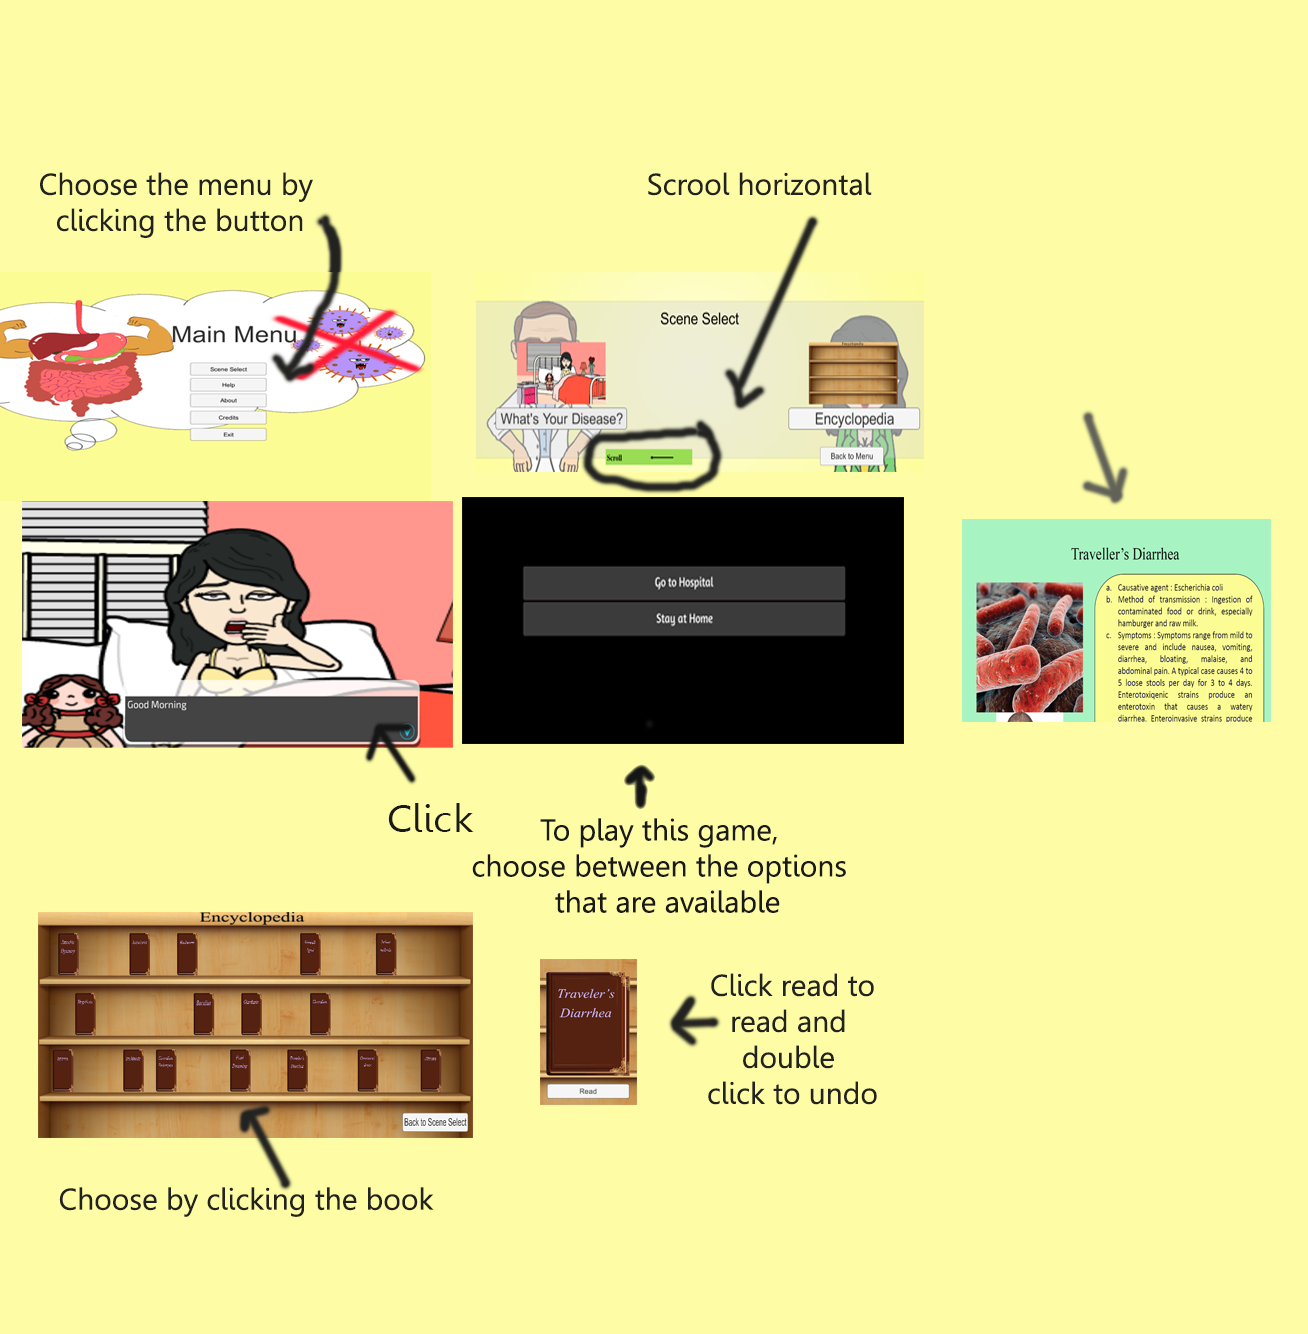 Choose the menu by
clicking the button
Scrool horizontal
Main Menu
Scene Select
Help
About
Credits
Exit
Scene Select
What's Your Disease?
Encyclopedia
Encyclopedia
Scroll
Back to Menu
Good Morning
Go to Hospital
Stay at Home
Traveller's Diarrhea
a. Causative agent : Escherichia coli
b. Method of transmission : Ingestion of
contaminated food or drink, especially
hamburger and raw milk.
c. Symptoms : Symptoms range from mild to
severe and include nausea, vomiting,
diarrhea, bloating, malaise, and
abdominal pain. A typical case causes 4 to
5 loose stools per day for 3 to 4 days.
Enterotoxigenic strains produce an
enterotoxin that causes a watery
diarrhea. Enteroinvasive strains produce
Click
To play this game,
choose between the options
that are available
Encyclopedia
Back to Scene Select
Traveler's
Diarrhea
Read
Click read to
read and
double
click to undo
Choose by clicking the book